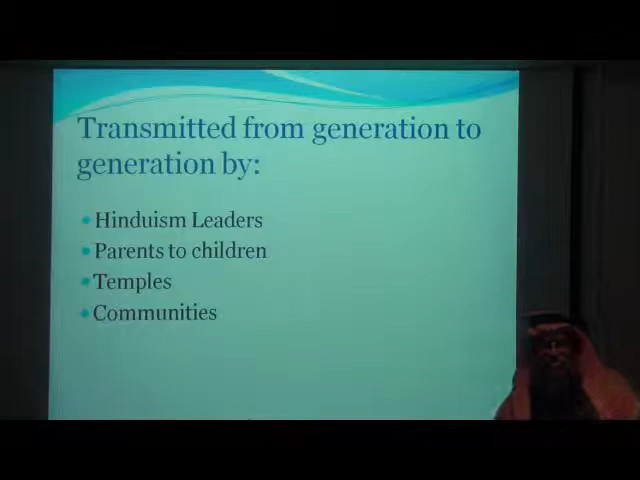 Transmitted from generation to
generation by:
Hinduism Leaders
Parents to children
Temples
Communities